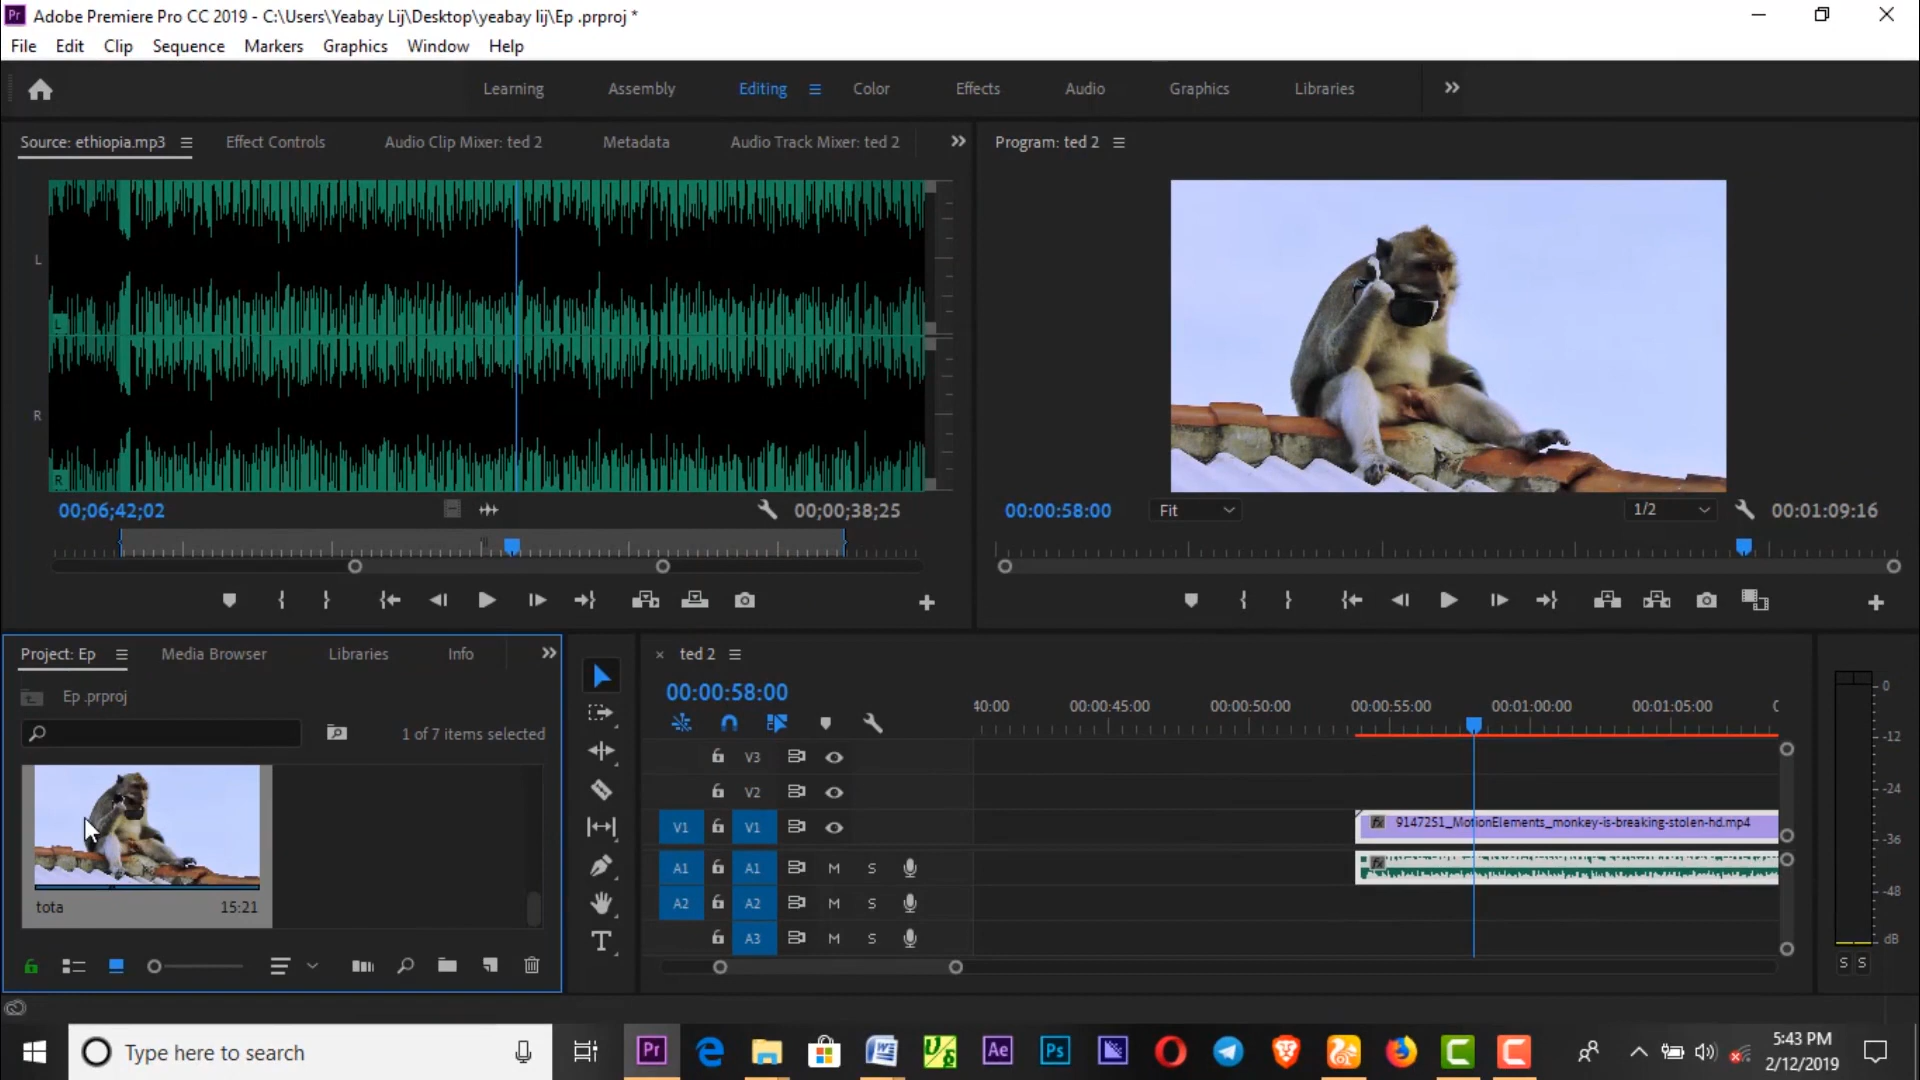 Pr Adobe Premiere Pro CC 2019 - C:\Users\Yeabay Lij\Desktop\yeabay lij\Ep .prproj *
File Edit Clip Sequence Markers Graphics Window Help
Learning Assembly Editing Color Effects Audio Graphics Libraries
Source: ethiopia.mp3 Effect Controls Audio Clip Mixer: ted 2 Metadata Audio Track Mixer: ted 2
Program: ted 2
L
L
R
R
00;06;42;02 00;00;38;25
00:00:58:00 Fit 1/2 00:01:09:16
Project: Ep Media Browser Libraries Info
Ep .prproj
1 of 7 items selected
tota 15:21
× ted 2
00:00:58:00
:40:00 00:00:45:00 00:00:50:00 00:00:55:00 00:01:00:00 00:01:05:00
V3
V2
V1 V1 fx 9147251_MotionElements_monkey-is-breaking-stolen-hd.mp4
A1 A1 M S fx
A2 A2 M S
A3 M S
0
-12
-24
-36
-48
dB
S S
Type here to search
Pr Ae Ps
5:43 PM
2/12/2019